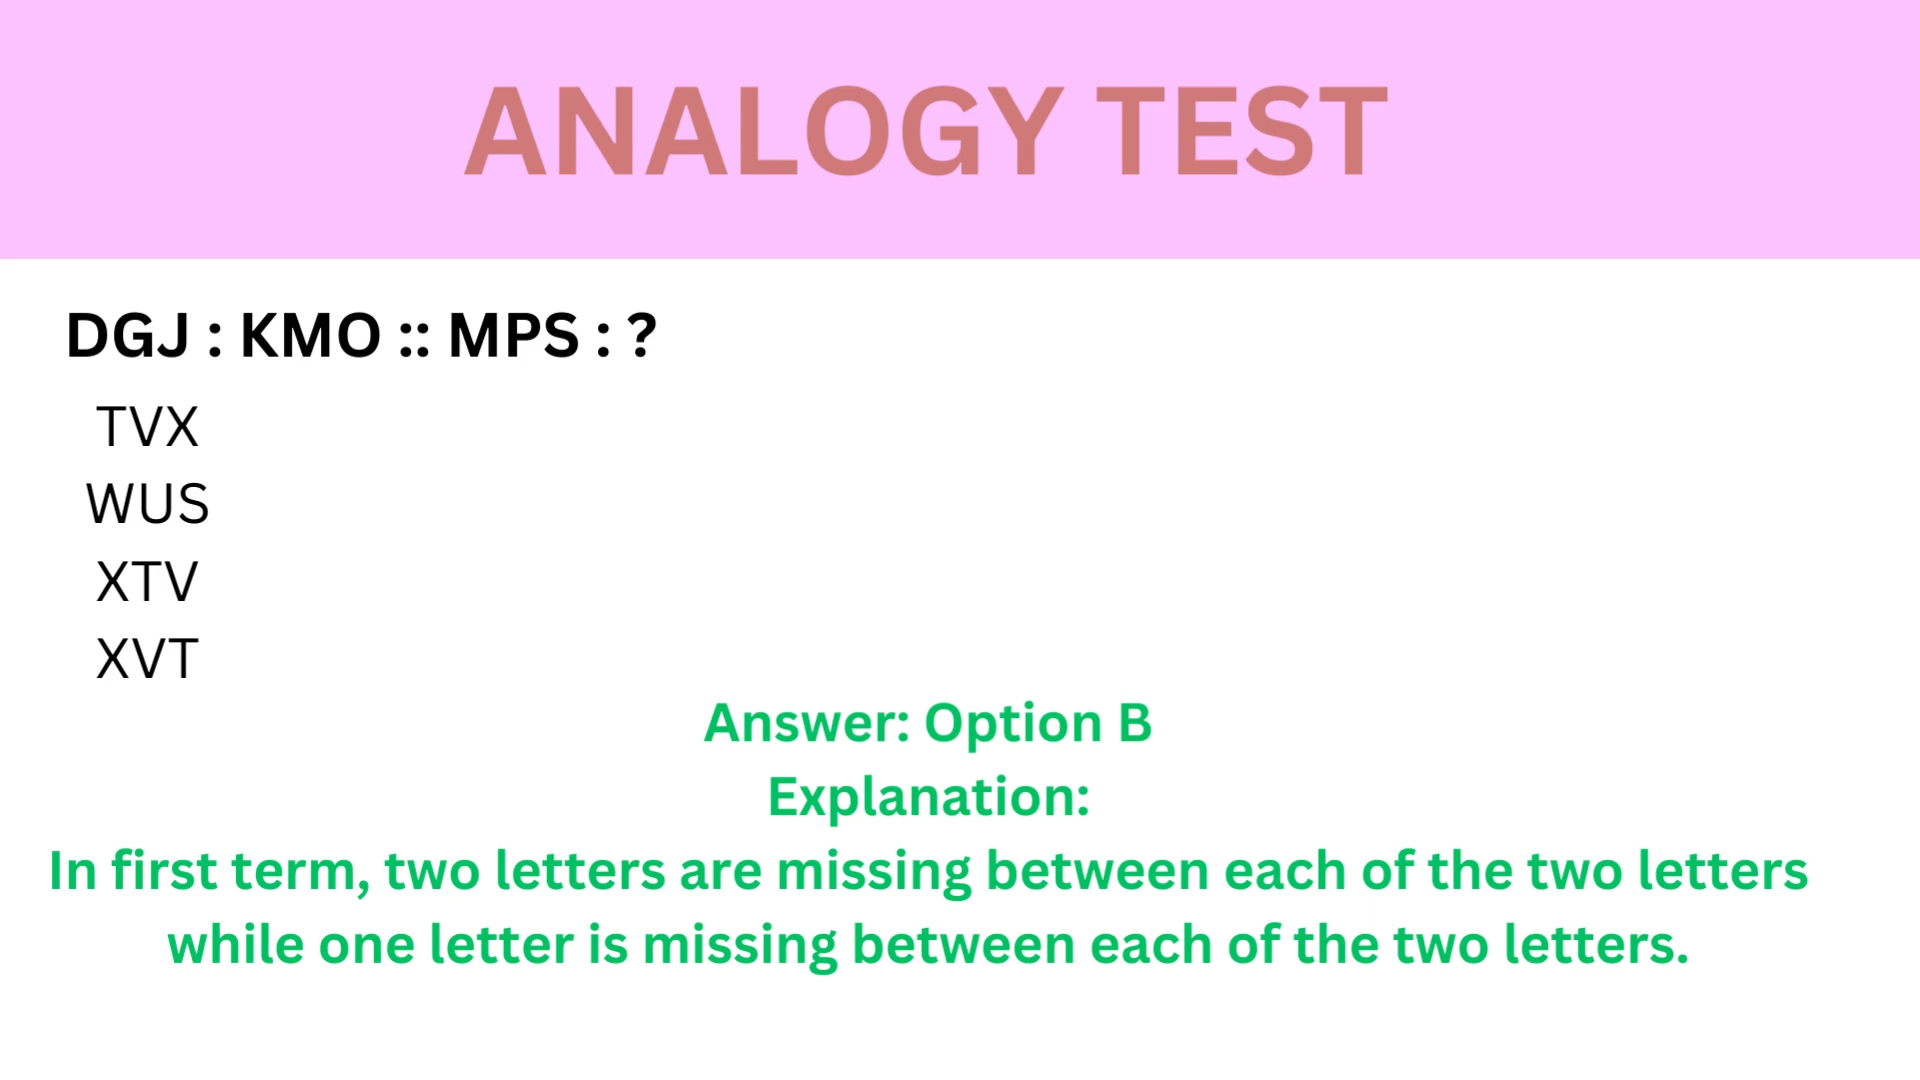 ANALOGY TEST
DGJ : KMO :: MPS : ?
TVX
WUS
XTV
XVT
Answer: Option B
Explanation:
In first term, two letters are missing between each of the two letters
while one letter is missing between each of the two letters.